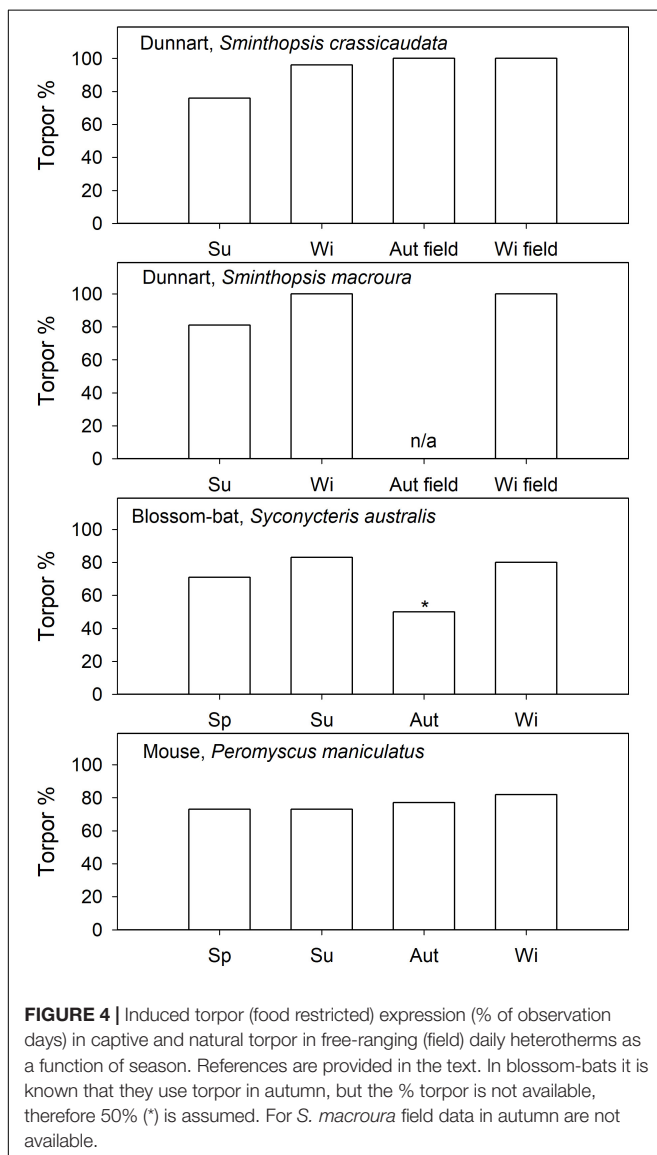 Dunnart, Sminthopsis crassicaudata
Torpor %
100
80
60
40
20
0
Su Wi Aut field Wi field
Dunnart, Sminthopsis macroura
Torpor %
100
80
60
40
20
0
n/a
Su Wi Aut field Wi field
Blossom-bat, Syconycteris australis
Torpor %
100
80
60
40
20
0
*
Sp Su Aut Wi
Mouse, Peromyscus maniculatus
Torpor %
100
80
60
40
20
0
Sp Su Aut Wi
FIGURE 4 | Induced torpor (food restricted) expression (% of observation
days) in captive and natural torpor in free-ranging (field) daily heterotherms as
a function of season. References are provided in the text. In blossom-bats it is
known that they use torpor in autumn, but the % torpor is not available,
therefore 50% (*) is assumed. For S. macroura field data in autumn are not
available.